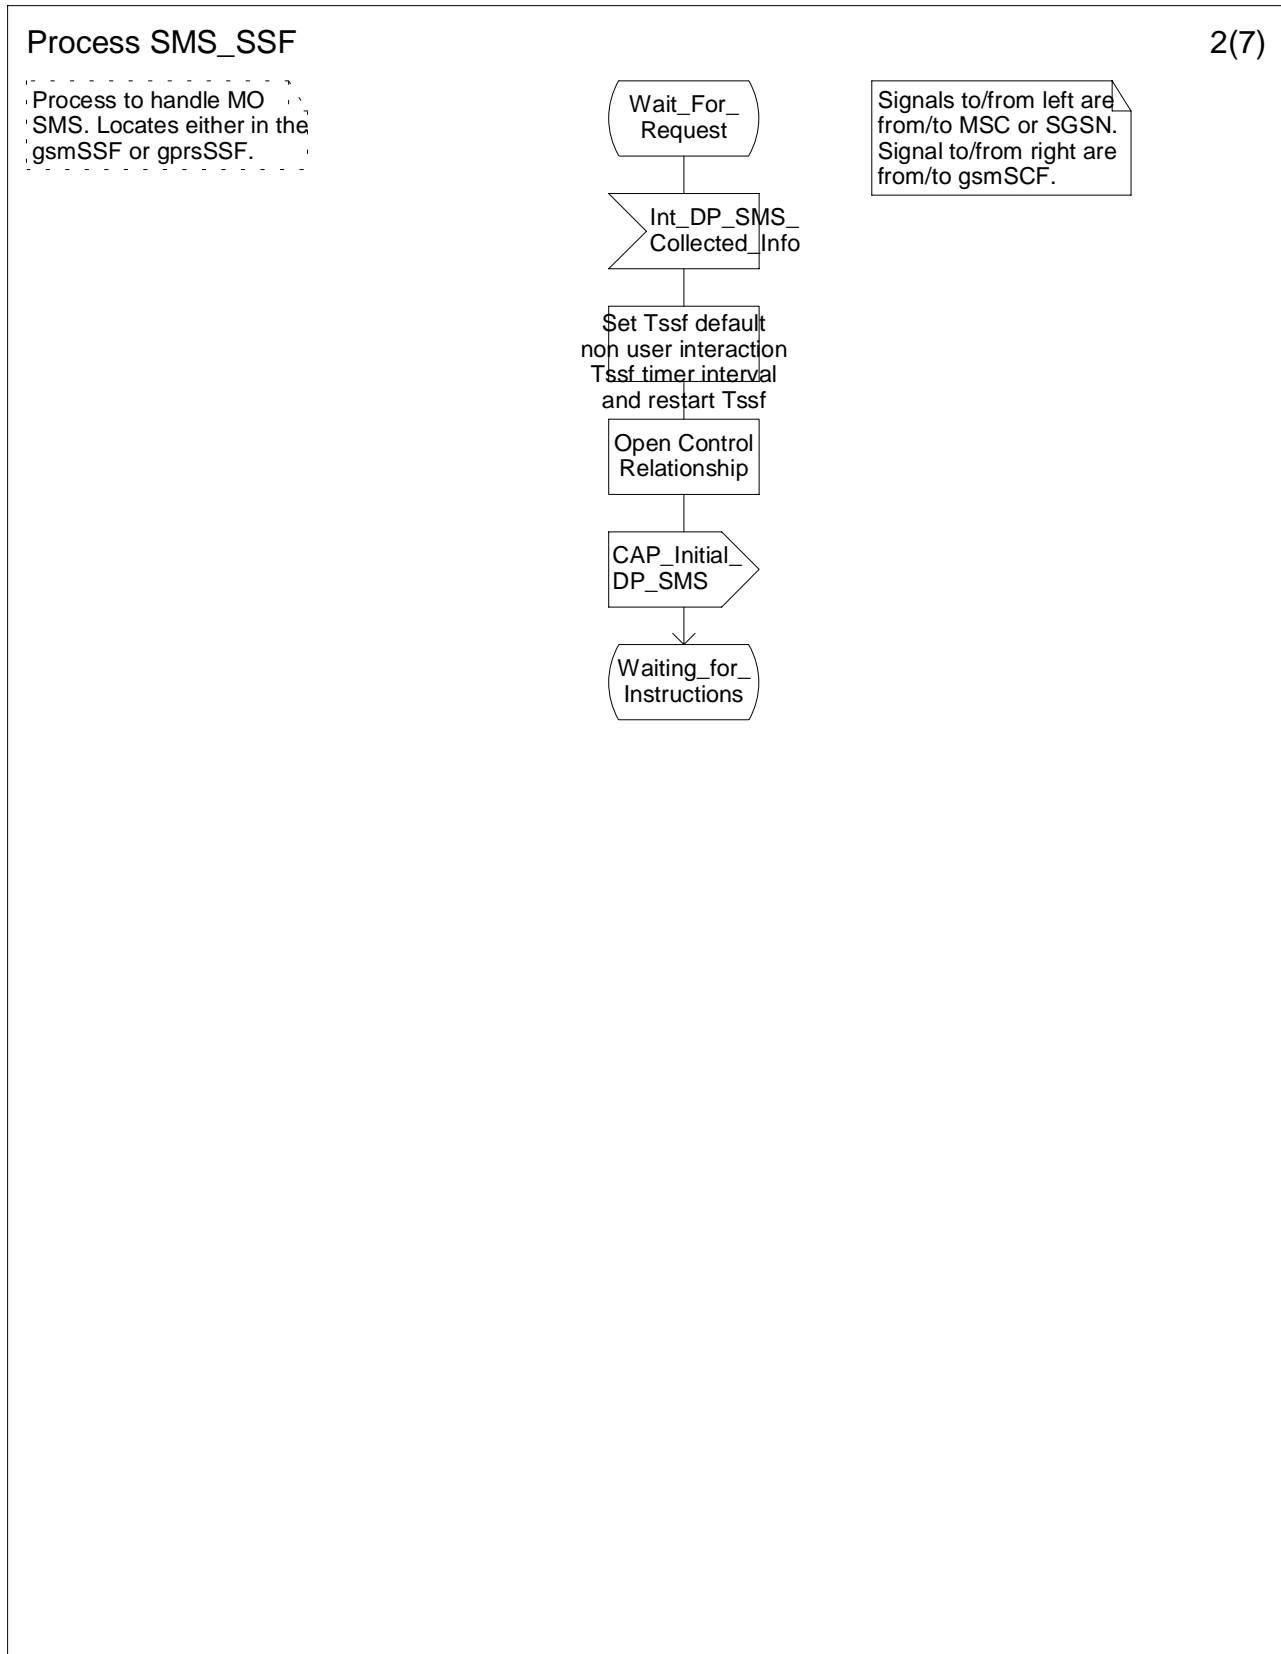 Process SMS_SSF
2(7)
Process to handle MO
SMS. Locates either in the
gsmSSF or gprsSSF.
Wait_For_
Request
Signals to/from left are
from/to MSC or SGSN.
Signal to/from right are
from/to gsmSCF.
Int_DP_SMS_
Collected_Info
Set Tssf default
non user interaction
Tssf timer interval
and restart Tssf
Open Control
Relationship
CAP_Initial_
DP_SMS
Waiting_for_
Instructions